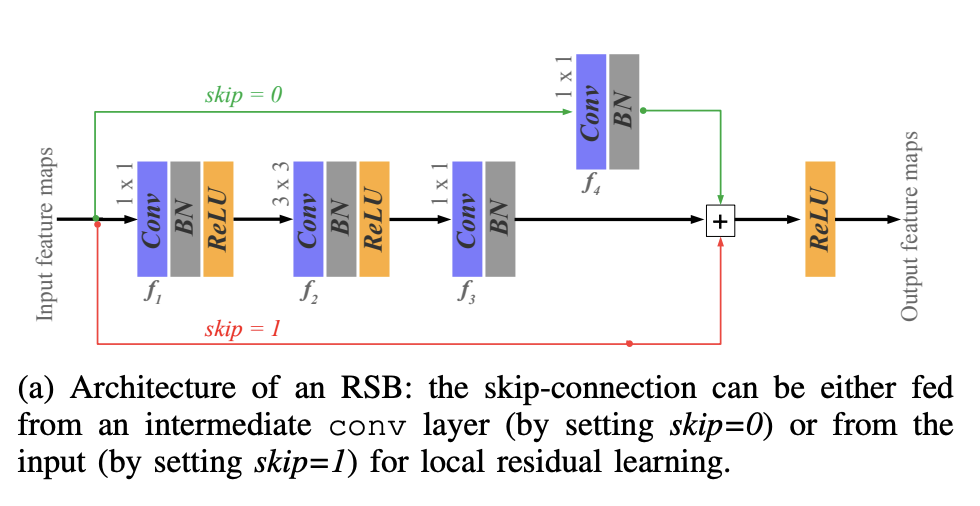 skip = 0
1 x 1
Conv
BN
f4
Input feature maps
1 x 1
Conv
BN
ReLU
f1
3 x 3
Conv
BN
ReLU
f2
1 x 1
Conv
BN
f3
+
ReLU
Output feature maps
skip = 1
(a) Architecture of an RSB: the skip-connection can be either fed
from an intermediate conv layer (by setting skip=0) or from the
input (by setting skip=1) for local residual learning.